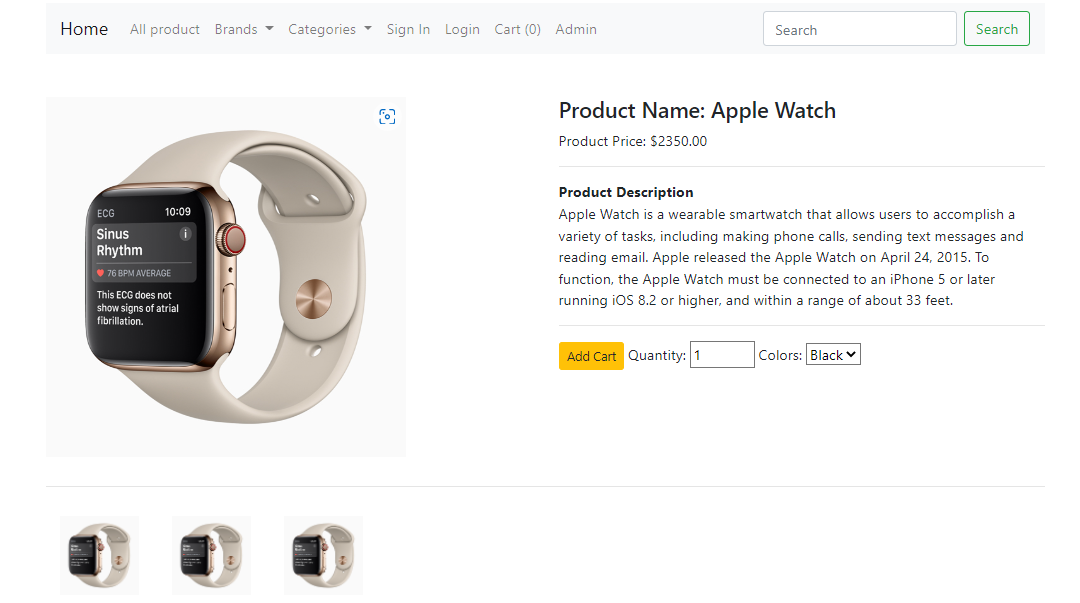 Home All product Brands Categories Sign In Login Cart (0) Admin Search Search
Product Name: Apple Watch
Product Price: $2350.00
Product Description
Apple Watch is a wearable smartwatch that allows users to accomplish a
variety of tasks, including making phone calls, sending text messages and
reading email. Apple released the Apple Watch on April 24, 2015. To
function, the Apple Watch must be connected to an iPhone 5 or later
running iOS 8.2 or higher, and within a range of about 33 feet.
Add Cart Quantity: 1 Colors: Black
ECG 10:09
Sinus
Rhythm
76 BPM AVERAGE
This ECG does not
show signs of atrial
fibrillation.